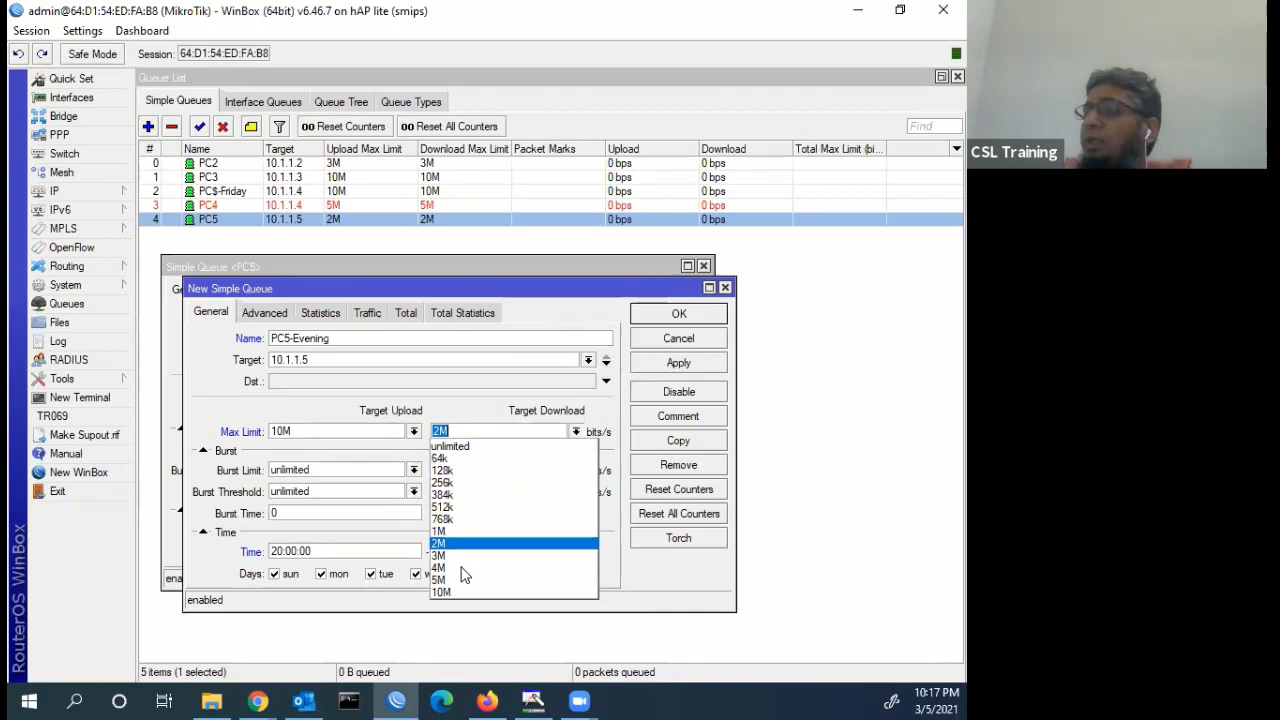 admin@64:D1:54:ED:FA:B8 (MikroTik) - WinBox (64bit) v6.46.7 on hAP lite (smips)
Session Settings Dashboard
Safe Mode Session: 64:D1:54:ED:FA:B8
Quick Set
Interfaces
Bridge
PPP
Switch
Mesh
IP
IPv6
MPLS
OpenFlow
Routing
System
Queues
Files
Log
RADIUS
Tools
New Terminal
TR069
Make Supout.rif
Manual
New WinBox
Exit
RouterOS WinBox
Queue List
Simple Queues Interface Queues Queue Tree Queue Types
00 Reset Counters 00 Reset All Counters Find
# Name Target Upload Max Limit Download Max Limit Packet Marks Upload Download Total Max Limit (bi...
0 PC2 10.1.1.2 3M 3M 0 bps 0 bps
1 PC3 10.1.1.3 10M 10M 0 bps 0 bps
2 PC$-Friday 10.1.1.4 10M 10M 0 bps 0 bps
3 PC4 10.1.1.4 5M 5M 0 bps 0 bps
4 PC5 10.1.1.5 2M 2M 0 bps 0 bps
Simple Queue <PC5>
New Simple Queue
General Advanced Statistics Traffic Total Total Statistics
Name: PC5-Evening
Target: 10.1.1.5
Dst.:
Target Upload Target Download
Max Limit: 10M 2M bits/s
Burst
Burst Limit: unlimited
Burst Threshold: unlimited
Burst Time: 0
Time
Time: 20:00:00 -
Days: sun mon tue w
enabled
unlimited
64k
128k
256k
384k
512k
768k
1M
2M
3M
4M
5M
10M
OK
Cancel
Apply
Disable
Comment
Copy
Remove
Reset Counters
Reset All Counters
Torch
5 items (1 selected) 0 B queued 0 packets queued
CSL Training
10:17 PM
3/5/2021